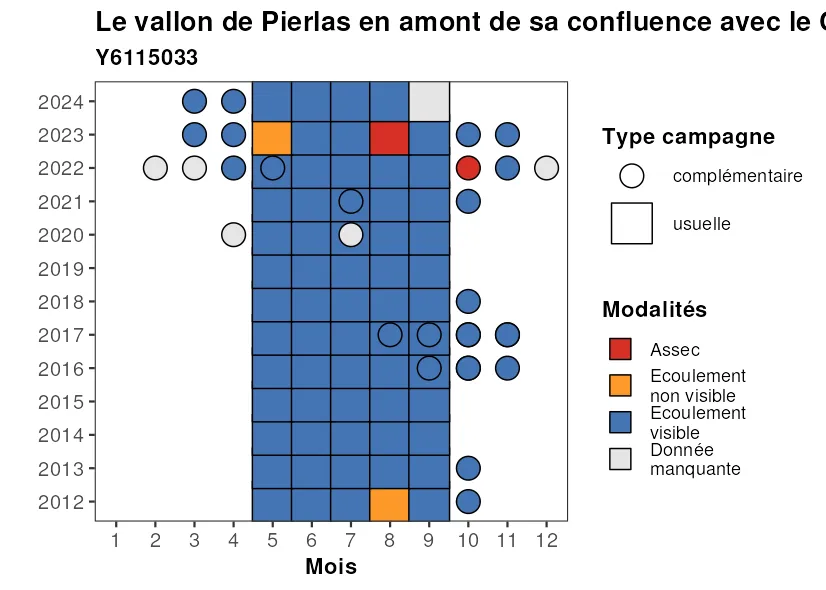 Le vallon de Pierlas en amont de sa confluence avec le
Y6115033
2024
2023
2022
2021
2020
2019
2018
2017
2016
2015
2014
2013
2012
1 2 3 4 5 6 7 8 9 10 11 12
Mois
Type campagne
complémentaire
usuelle
Modalités
Assec
Ecoulement
non visible
Ecoulement
visible
Donnée
manquante